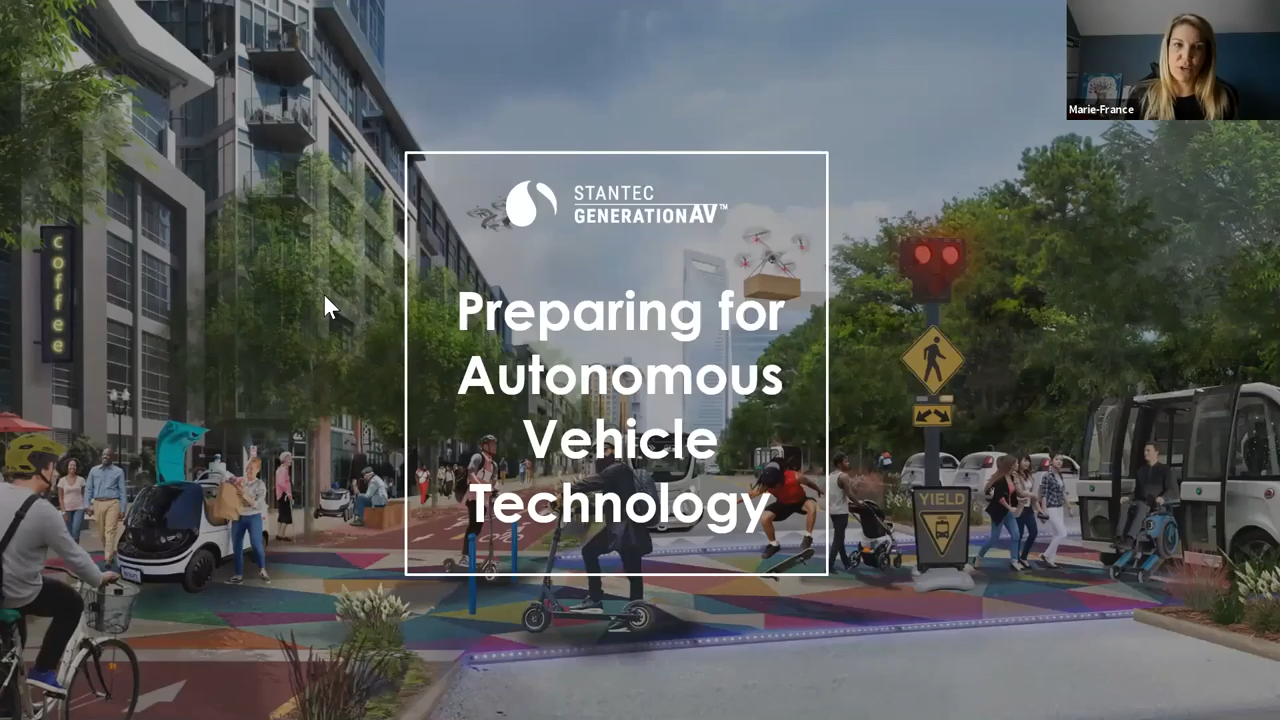 Marie-France
STANTEC
GENERATIONAV™
coffee
Preparing for
Autonomous
Vehicle
Technology
YIELD